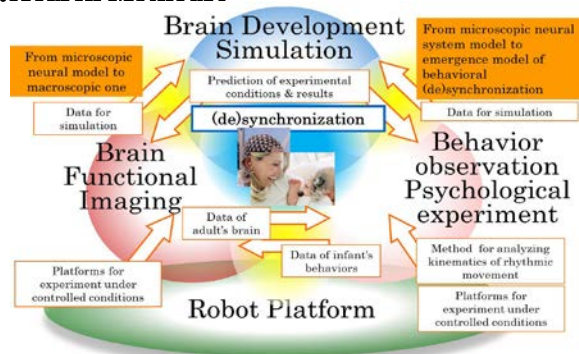 Brain Development
Simulation
From microscopic
neural model to
macroscopic one
From microscopic neural
system model to
emergence model of
behavioral
(de)synchronization
Prediction of experimental
conditions & results
Data for
simulation
Data for simulation
(de)synchronization
Brain
Functional
Imaging
Behavior
observation
Psychological
experiment
Data of
adult's brain
Data of infant's
behaviors
Platforms for
experiment under
controlled conditions
Method for analyzing
kinematics of rhythmic
movement
Platforms for
experiment under
controlled conditions
Robot Platform